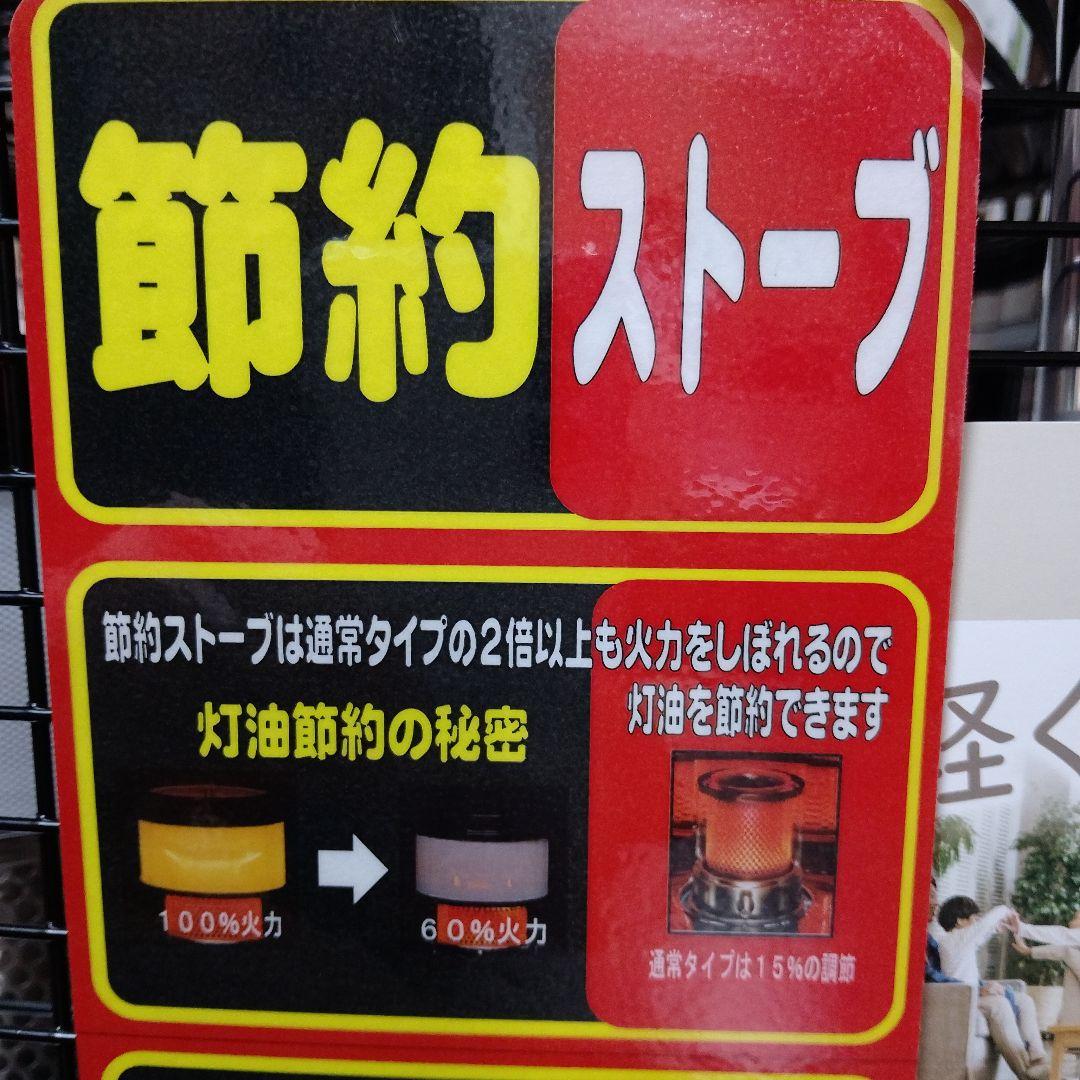 節約ストーブ
節約ストーブは通常タイプの2倍以上も火力をしぼれるので
灯油を節約できます
灯油節約の秘密
100%火力
60%火力
通常タイプは15%の調節
軽く